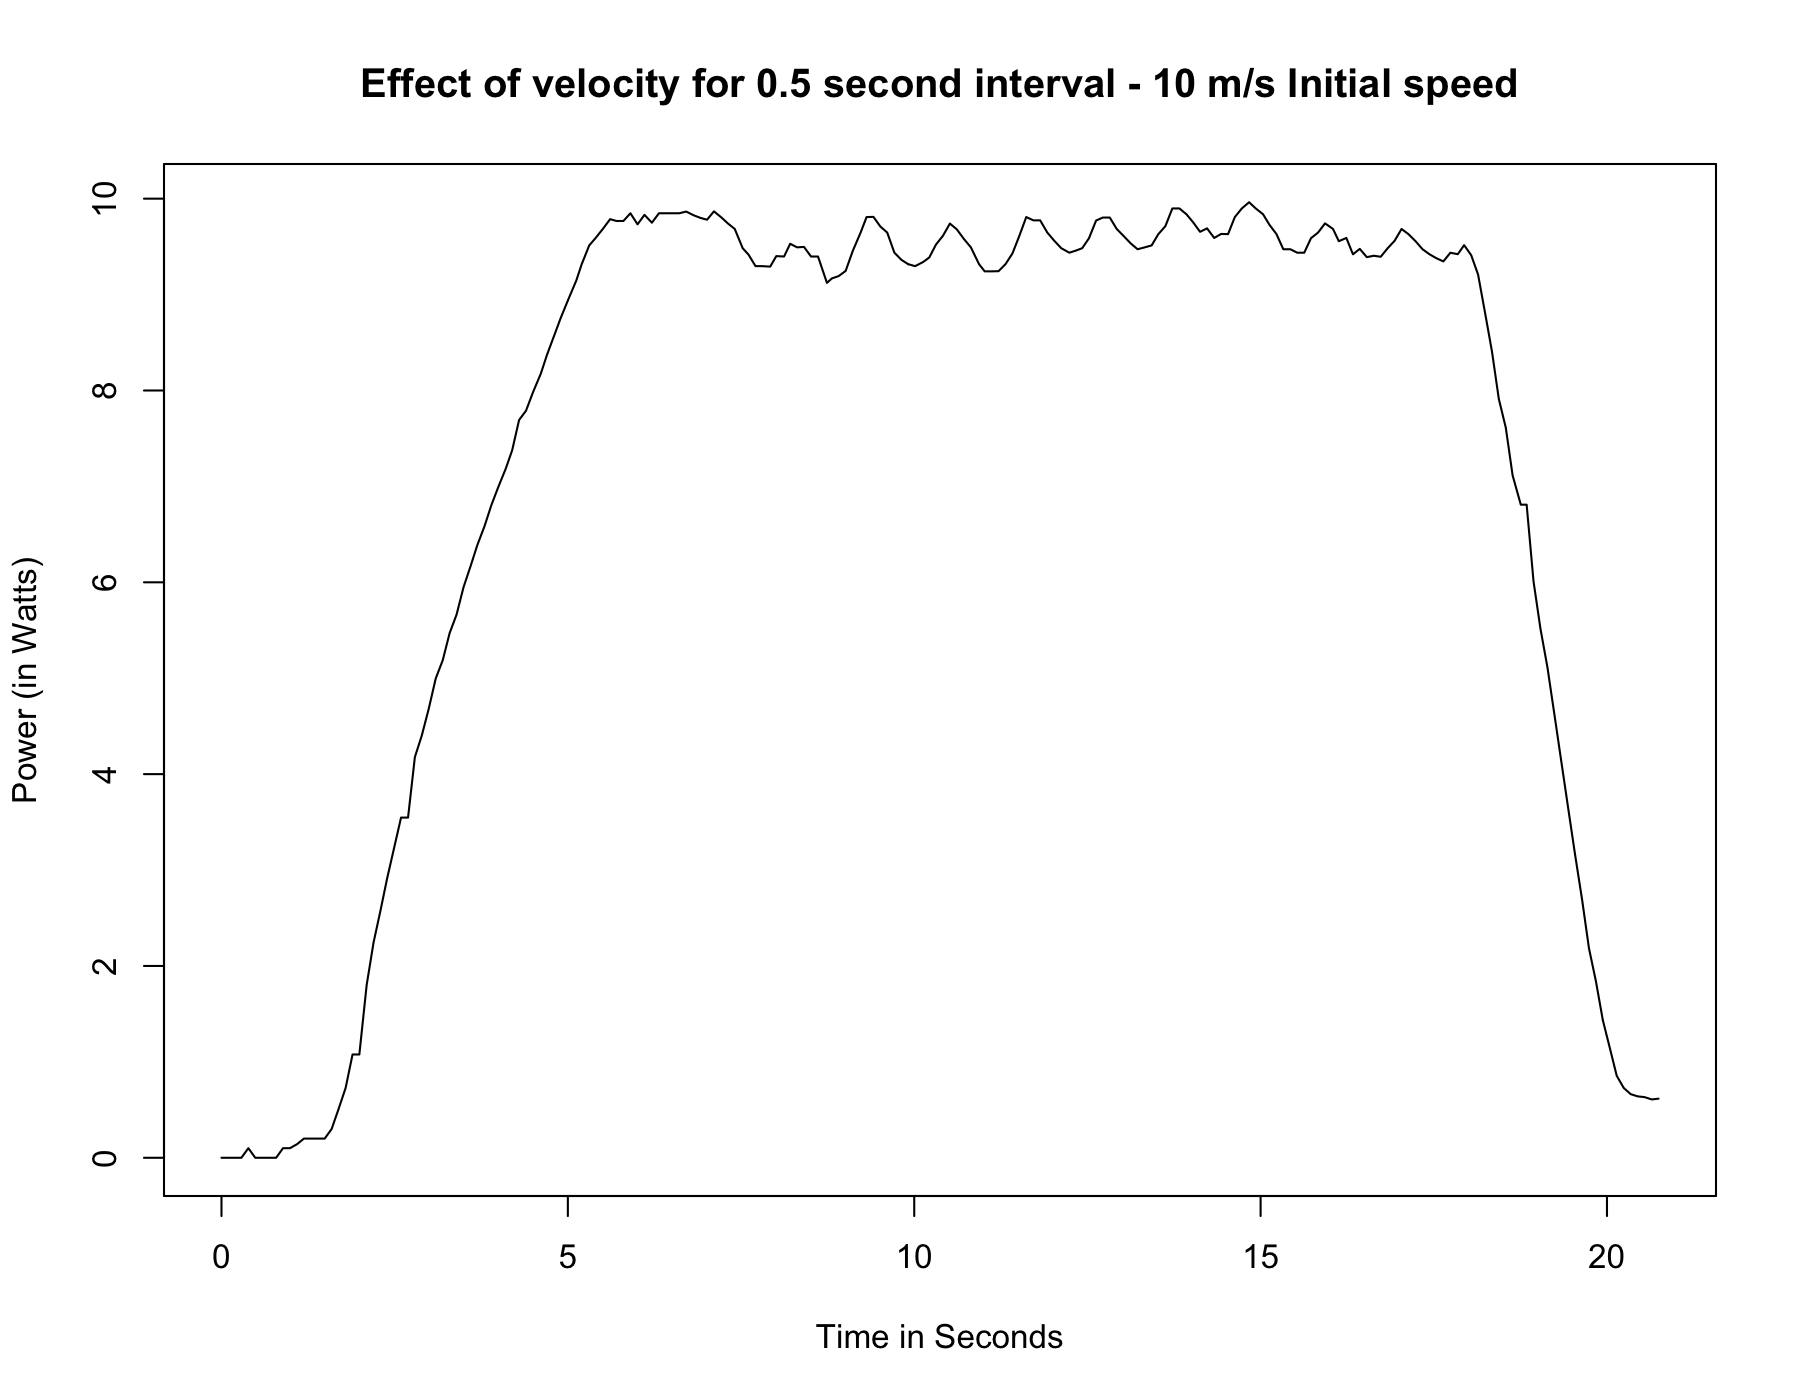 Effect of velocity for 0.5 second interval - 10 m/s Initial speed
Power (in Watts)
10
8
6
4
2
0
0 5 10 15 20
Time in Seconds